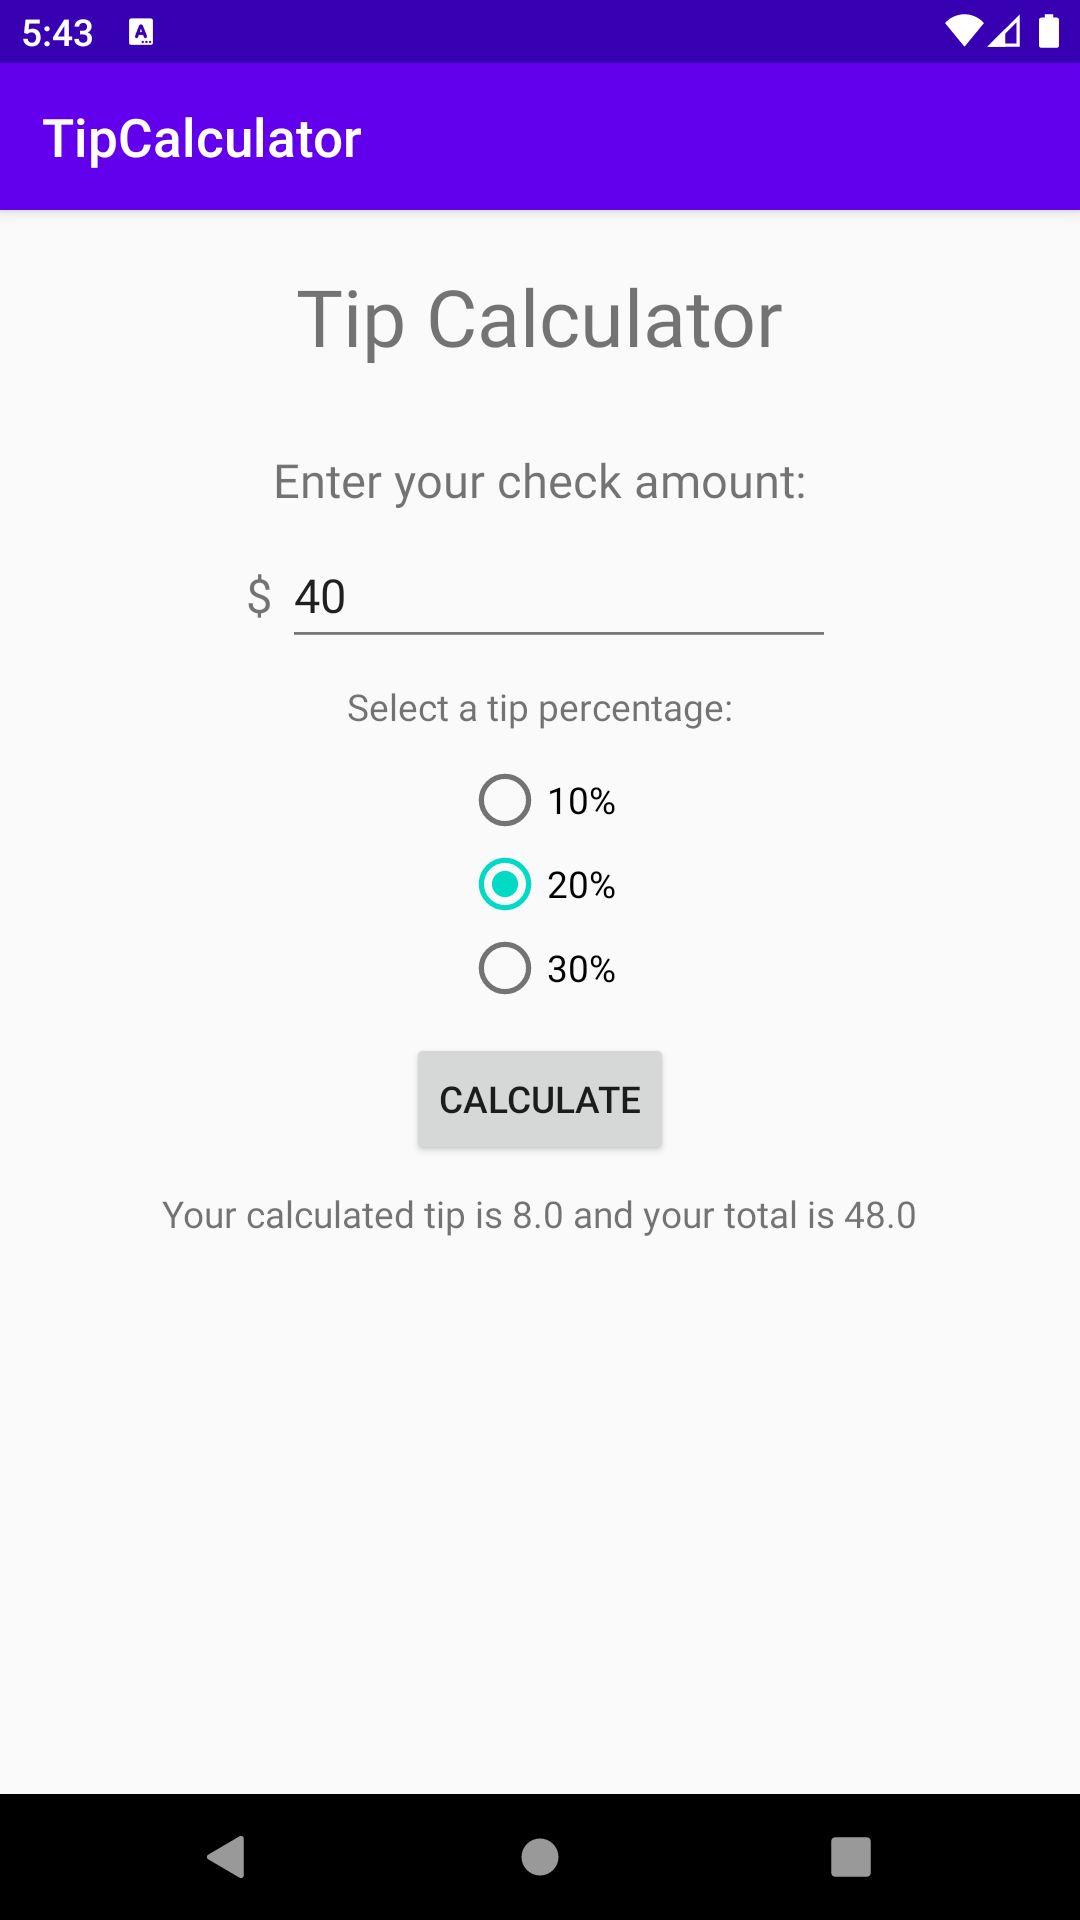 5:43
TipCalculator
Tip Calculator
Enter your check amount:
$ 40
Select a tip percentage:
10%
20%
30%
CALCULATE
Your calculated tip is 8.0 and your total is 48.0